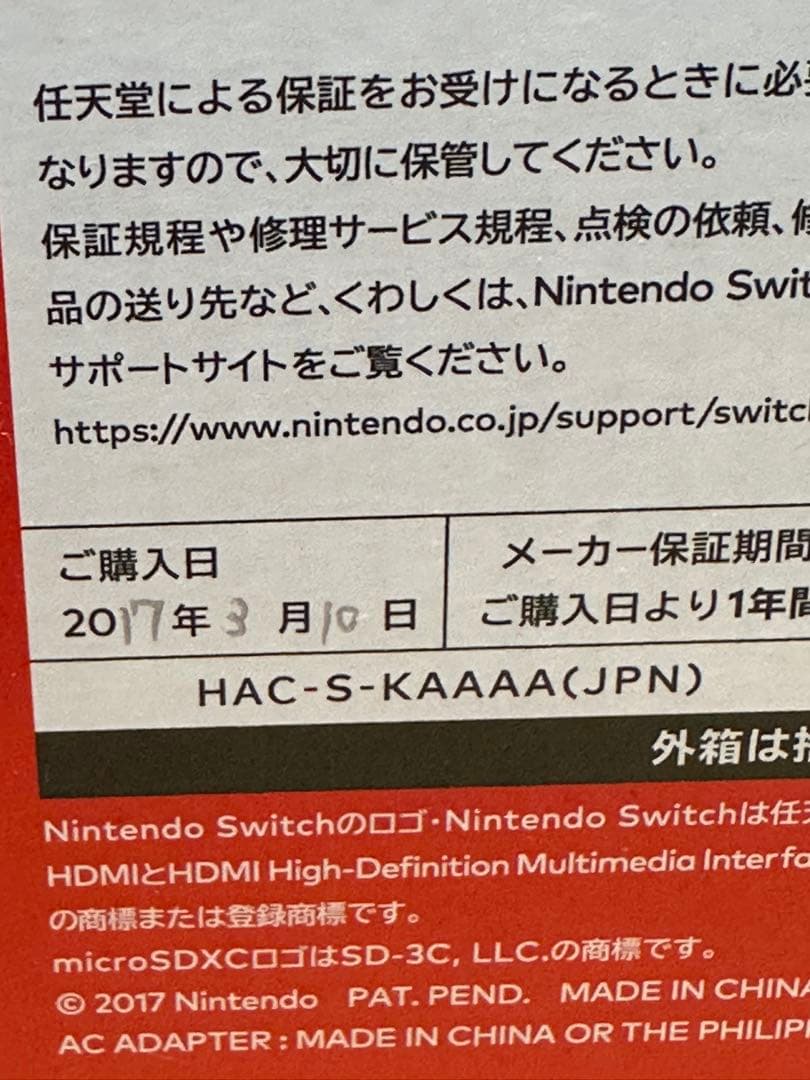 任天堂による保証をお受けになるときに必要
なりますので、大切に保管してください。
保証規程や修理サービス規程、点検の依頼、
品の送り先など、くわしくは、Nintendo Swit
サポートサイトをご覧ください。
https://www.nintendo.co.jp/support/switch
ご購入日
2017年3月10日
メーカー保証期間
ご購入日より1年間
HAC-S-KAAAA(JPN)
外箱は
Nintendo Switchのロゴ・Nintendo Switchは任天
HDMIとHDMI High-Definition Multimedia Interfa
の商標または登録商標です。
microSDXCロゴはSD-3C, LLC.の商標です。
© 2017 Nintendo PAT. PEND. MADE IN CHINA
AC ADAPTER : MADE IN CHINA OR THE PHILIPP